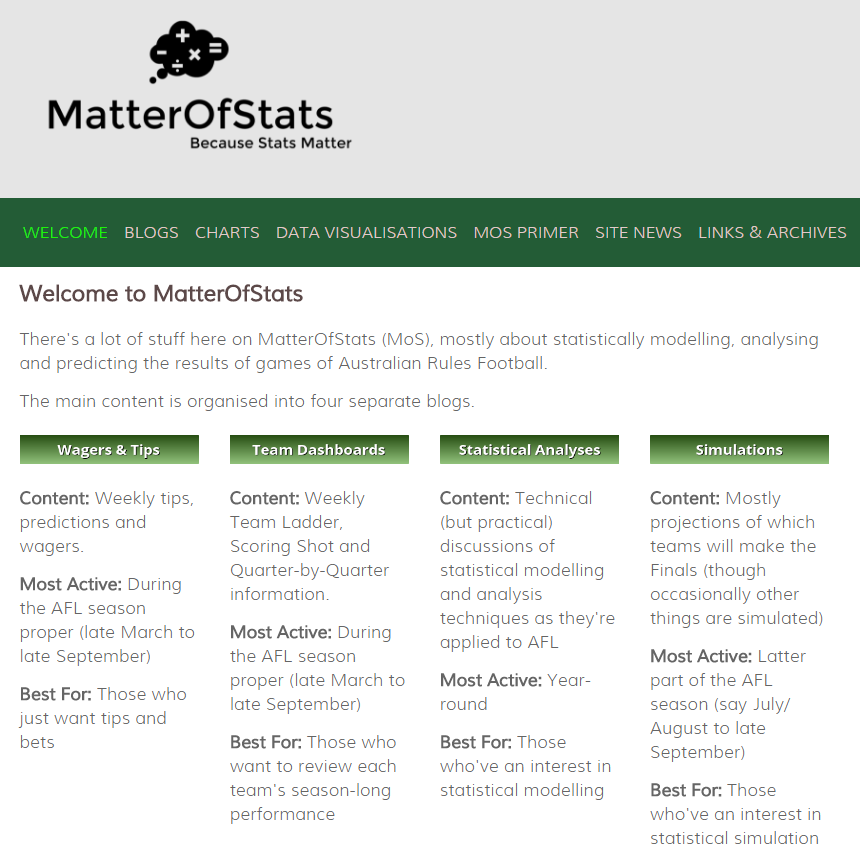 MatterOfStats
Because Stats Matter
WELCOME BLOGS CHARTS DATA VISUALISATIONS MOS PRIMER SITE NEWS LINKS & ARCHIVES
Welcome to MatterOfStats
There's a lot of stuff here on MatterOfStats (MoS), mostly about statistically modelling, analysing
and predicting the results of games of Australian Rules Football.
The main content is organised into four separate blogs.
Wagers & Tips
Content: Weekly tips,
predictions and
wagers.
Most Active: During
the AFL season
proper (late March to
late September)
Best For: Those who
just want tips and
bets
Team Dashboards
Content: Weekly
Team Ladder,
Scoring Shot and
Quarter-by-Quarter
information.
Most Active: During
the AFL season
proper (late March to
late September)
Best For: Those who
want to review each
team's season-long
performance
Statistical Analyses
Content: Technical
(but practical)
discussions of
statistical modelling
and analysis
techniques as they're
applied to AFL
Most Active: Year-
round
Best For: Those
who've an interest in
statistical modelling
Simulations
Content: Mostly
projections of which
teams will make the
Finals (though
occasionally other
things are simulated)
Most Active: Latter
part of the AFL
season (say July/
August to late
September)
Best For: Those
who've an interest in
statistical simulation